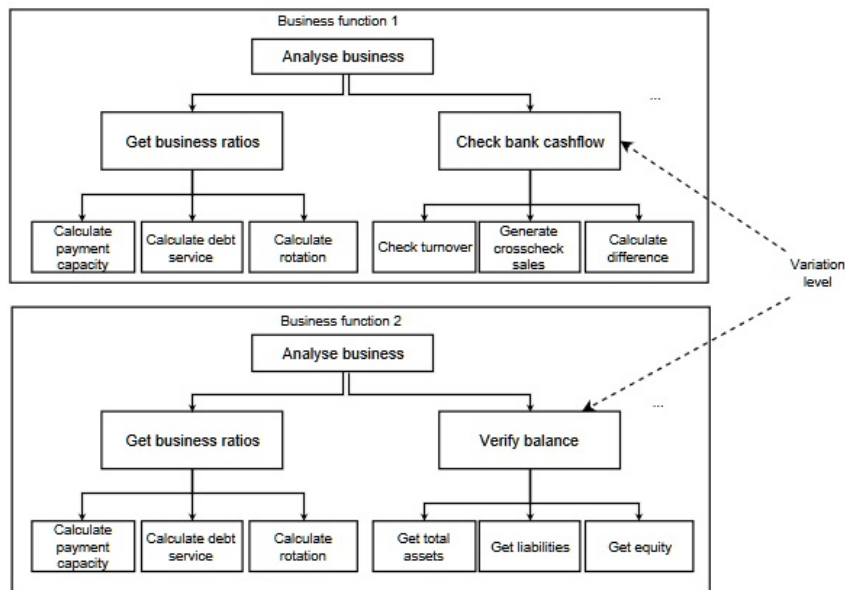 Business function 1
Analyse business
...
Get business ratios
Check bank cashflow
Calculate
payment
capacity
Calculate debt
service
Calculate
rotation
Check turnover
Generate
crosscheck
sales
Calculate
difference
Variation
level
Business function 2
Analyse business
...
Get business ratios
Verify balance
Calculate
payment
capacity
Calculate debt
service
Calculate
rotation
Get total
assets
Get liabilities
Get equity